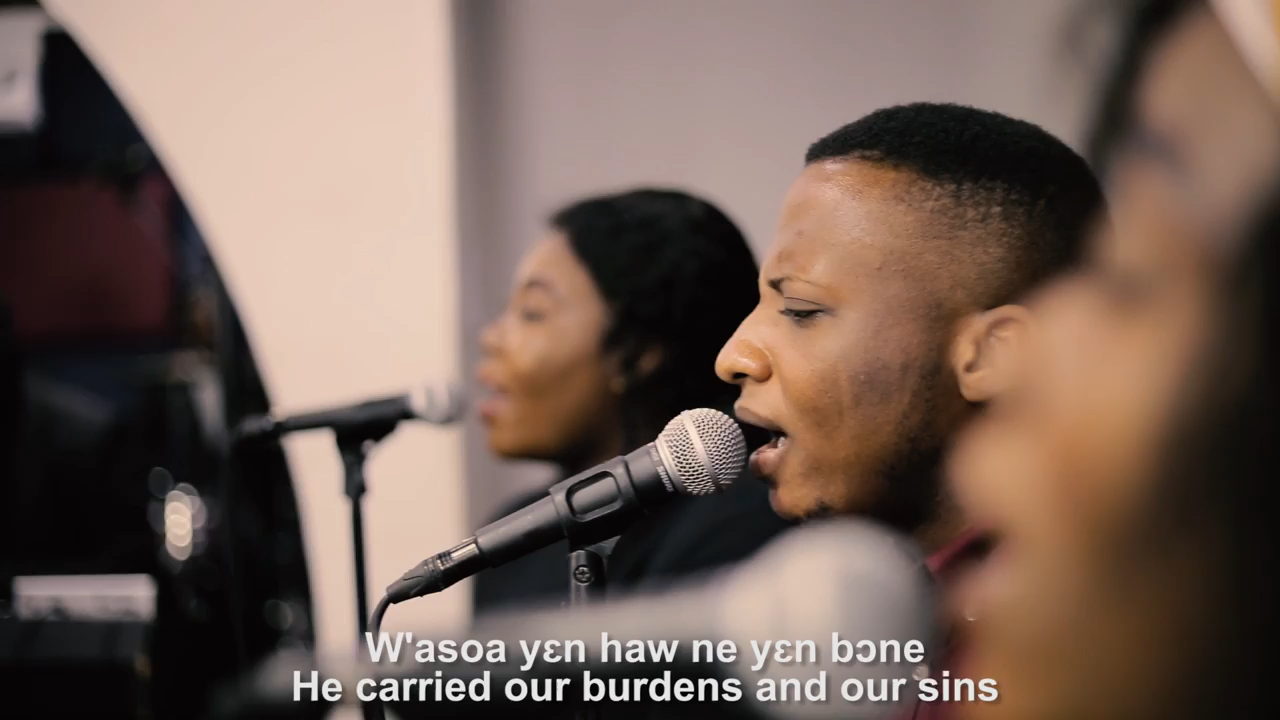 W'asoa yɛn haw ne yɛn bɔne
He carried our burdens and our sins